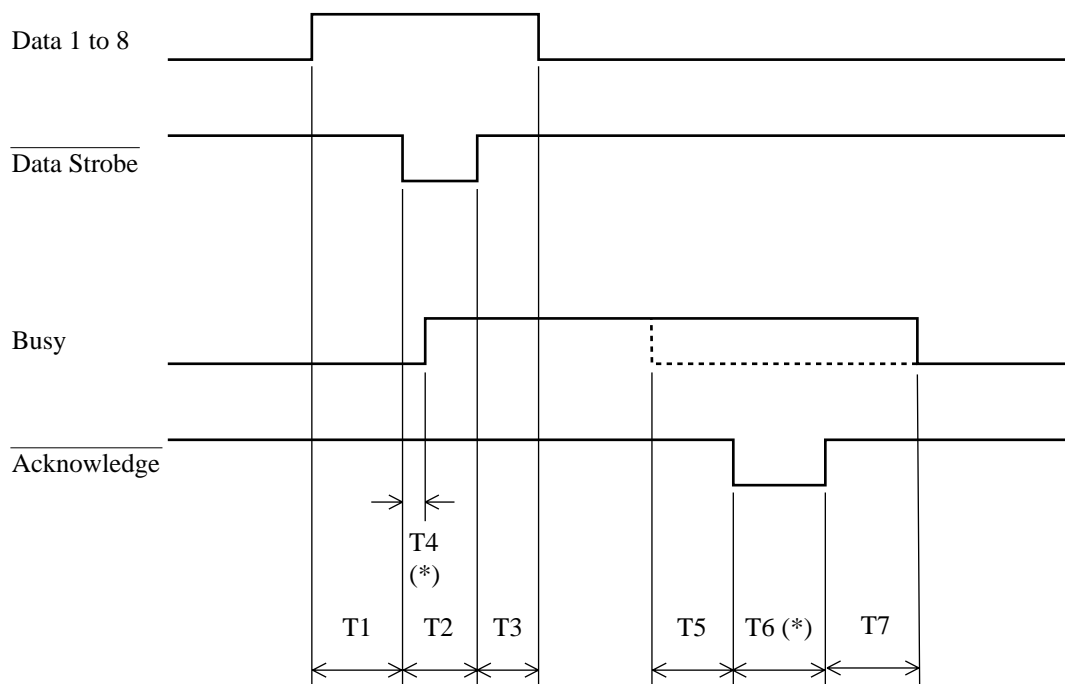 Data 1 to 8
Data Strobe
Busy
Acknowledge
T4
(*)
T1 T2 T3 T5 T6 (*) T7